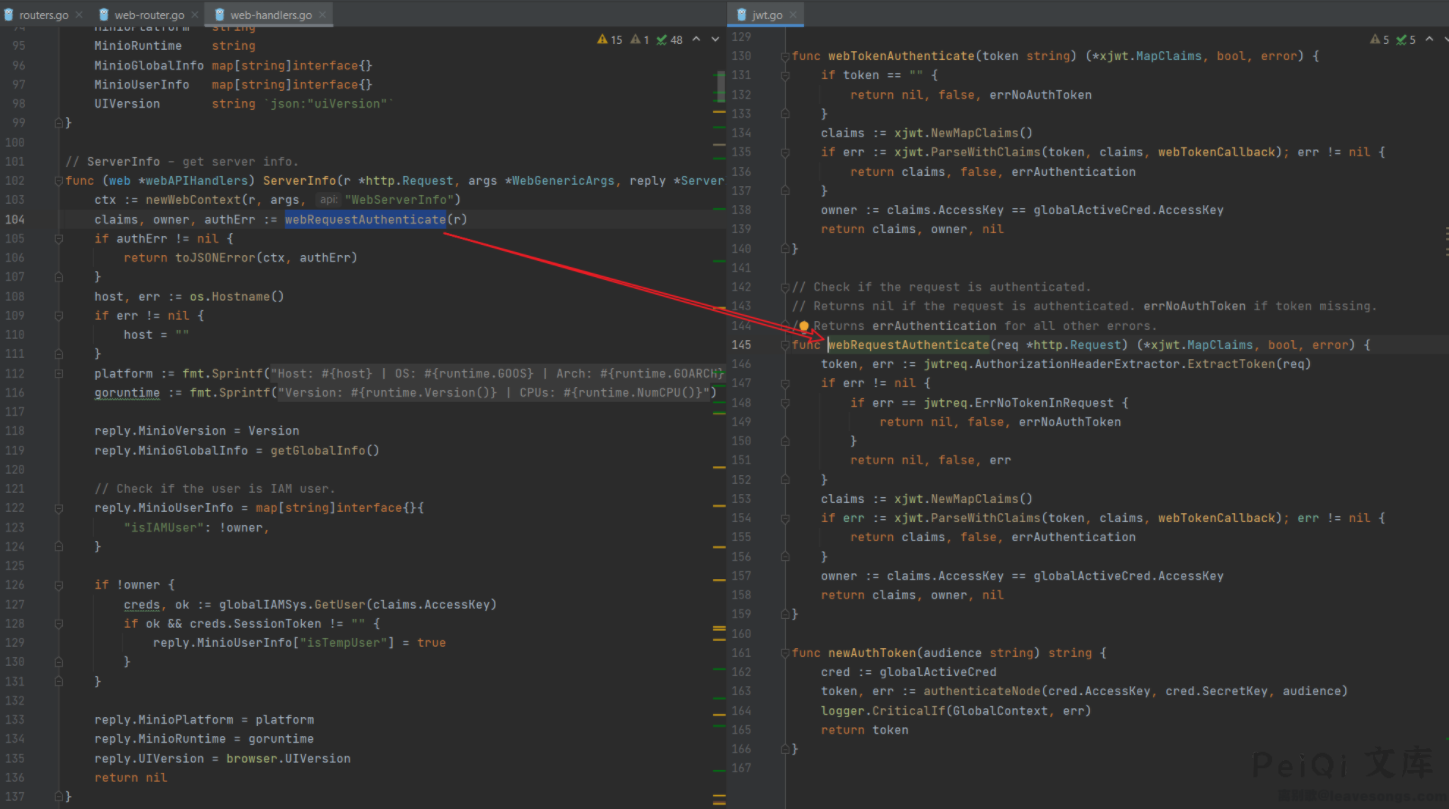 routers.go × web-router.go × web-handlers.go ×
15 1 48
94 MinioPlatform string
95 MinioRuntime string
96 MinioGlobalInfo map[string]interface{}
97 MinioUserInfo map[string]interface{}
98 UIVersion string `json:"uiVersion"`
99 }
100
101 // ServerInfo - get server info.
102 func (web *webAPIHandlers) ServerInfo(r *http.Request, args *WebGenericArgs, reply *Server
103 ctx := newWebContext(r, args, api: "WebServerInfo")
104 claims, owner, authErr := webRequestAuthenticate(r)
105 if authErr != nil {
106 return toJSONError(ctx, authErr)
107 }
108 host, err := os.Hostname()
109 if err != nil {
110 host = ""
111 }
112 platform := fmt.Sprintf("Host: #{host} | OS: #{runtime.GOOS} | Arch: #{runtime.GOARCH}
116 goruntime := fmt.Sprintf("Version: #{runtime.Version()} | CPUs: #{runtime.NumCPU()}")
117
118 reply.MinioVersion = Version
119 reply.MinioGlobalInfo = getGlobalInfo()
120
121 // Check if the user is IAM user.
122 reply.MinioUserInfo = map[string]interface{}{
123 "isIAMUser": !owner,
124 }
125
126 if !owner {
127 creds, ok := globalIAMSys.GetUser(claims.AccessKey)
128 if ok && creds.SessionToken != "" {
129 reply.MinioUserInfo["isTempUser"] = true
130 }
131 }
132
133 reply.MinioPlatform = platform
134 reply.MinioRuntime = goruntime
135 reply.UIVersion = browser.UIVersion
136 return nil
137 }
jwt.go ×
5 5
129
130 func webTokenAuthenticate(token string) (*xjwt.MapClaims, bool, error) {
131 if token == "" {
132 return nil, false, errNoAuthToken
133 }
134 claims := xjwt.NewMapClaims()
135 if err := xjwt.ParseWithClaims(token, claims, webTokenCallback); err != nil {
136 return claims, false, errAuthentication
137 }
138 owner := claims.AccessKey == globalActiveCred.AccessKey
139 return claims, owner, nil
140 }
141
142 // Check if the request is authenticated.
143 // Returns nil if the request is authenticated. errNoAuthToken if token missing.
144 // Returns errAuthentication for all other errors.
145 func webRequestAuthenticate(req *http.Request) (*xjwt.MapClaims, bool, error) {
146 token, err := jwtreq.AuthorizationHeaderExtractor.ExtractToken(req)
147 if err != nil {
148 if err == jwtreq.ErrNoTokenInRequest {
149 return nil, false, errNoAuthToken
150 }
151 return nil, false, err
152 }
153 claims := xjwt.NewMapClaims()
154 if err := xjwt.ParseWithClaims(token, claims, webTokenCallback); err != nil {
155 return claims, false, errAuthentication
156 }
157 owner := claims.AccessKey == globalActiveCred.AccessKey
158 return claims, owner, nil
159 }
160
161 func newAuthToken(audience string) string {
162 cred := globalActiveCred
163 token, err := authenticateNode(cred.AccessKey, cred.SecretKey, audience)
164 logger.CriticalIf(GlobalContext, err)
165 return token
166 }
167
PeiQi 文库